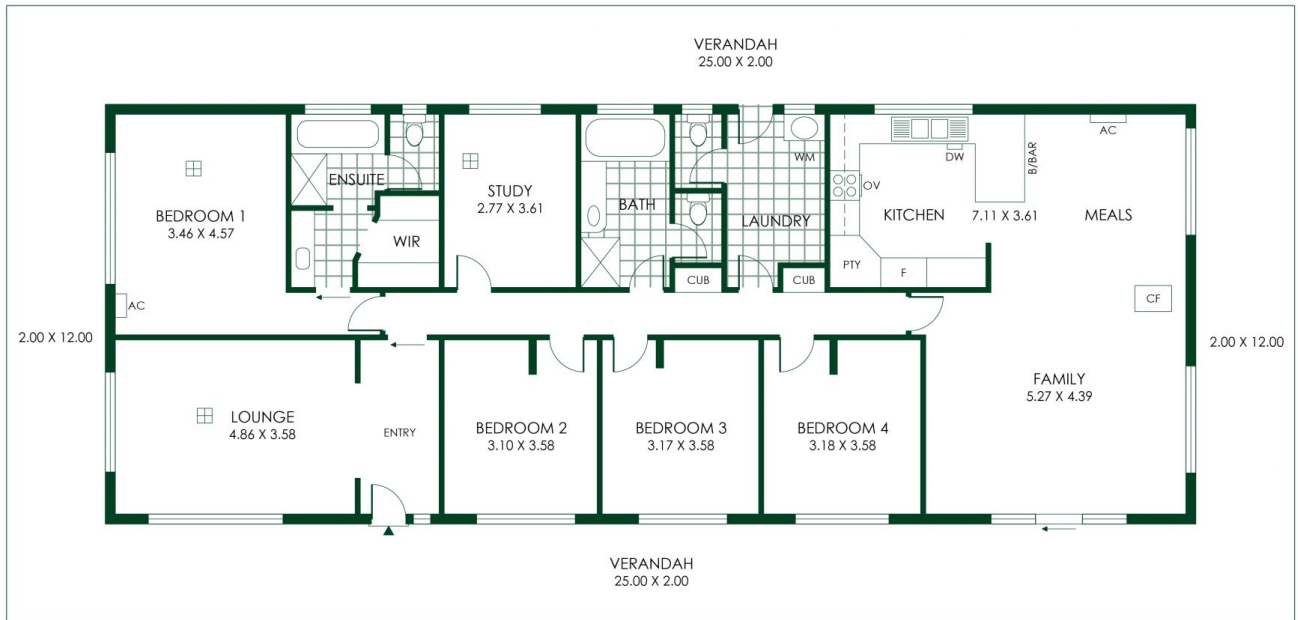 VERANDAH
25.00 X 2.00
AC
DW
B/BAR
WM
ENSUITE
OV
STUDY
2.77 X 3.61
BATH
BEDROOM 1
3.46 X 4.57
LAUNDRY
KITCHEN
7.11 X 3.61
MEALS
WIR
PTY
F
CUB
CUB
CF
AC
2.00 X 12.00
2.00 X 12.00
FAMILY
5.27 X 4.39
LOUNGE
4.86 X 3.58
ENTRY
BEDROOM 2
3.10 X 3.58
BEDROOM 3
3.17 X 3.58
BEDROOM 4
3.18 X 3.58
VERANDAH
25.00 X 2.00